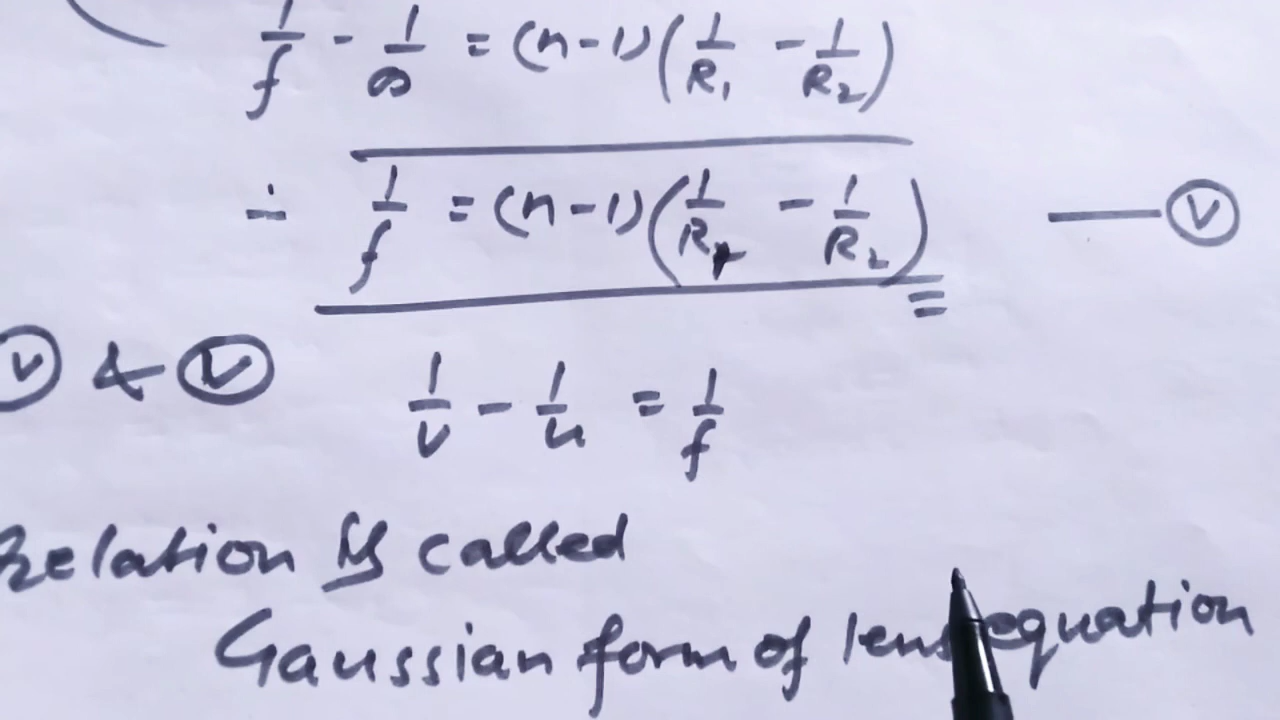 1/f - 1/∞ = (n-1)(1/R₁ - 1/R₂)
∴ 1/f = (n-1)(1/R₁ - 1/R₂) — Ⓥ
Ⓥ & Ⓥ 1/v - 1/u = 1/f
Relation is called
Gaussian form of lens equation